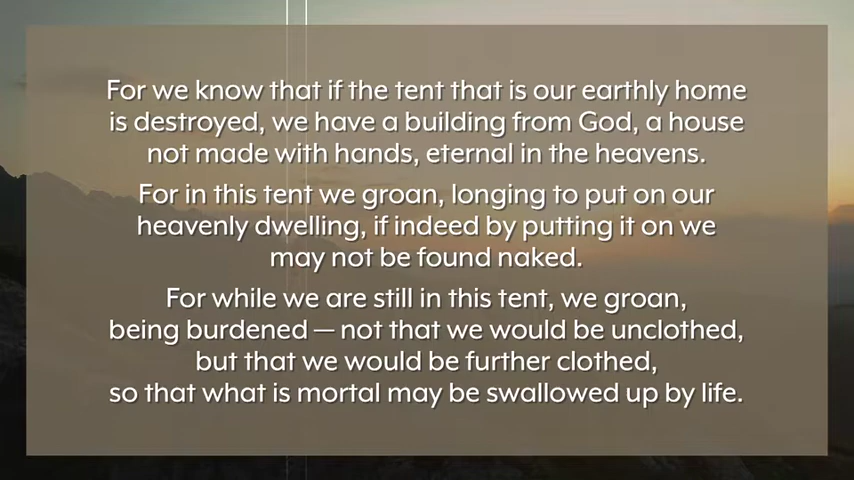 For we know that if the tent that is our earthly home
is destroyed, we have a building from God, a house
not made with hands, eternal in the heavens.
For in this tent we groan, longing to put on our
heavenly dwelling, if indeed by putting it on we
may not be found naked.
For while we are still in this tent, we groan,
being burdened — not that we would be unclothed,
but that we would be further clothed,
so that what is mortal may be swallowed up by life.